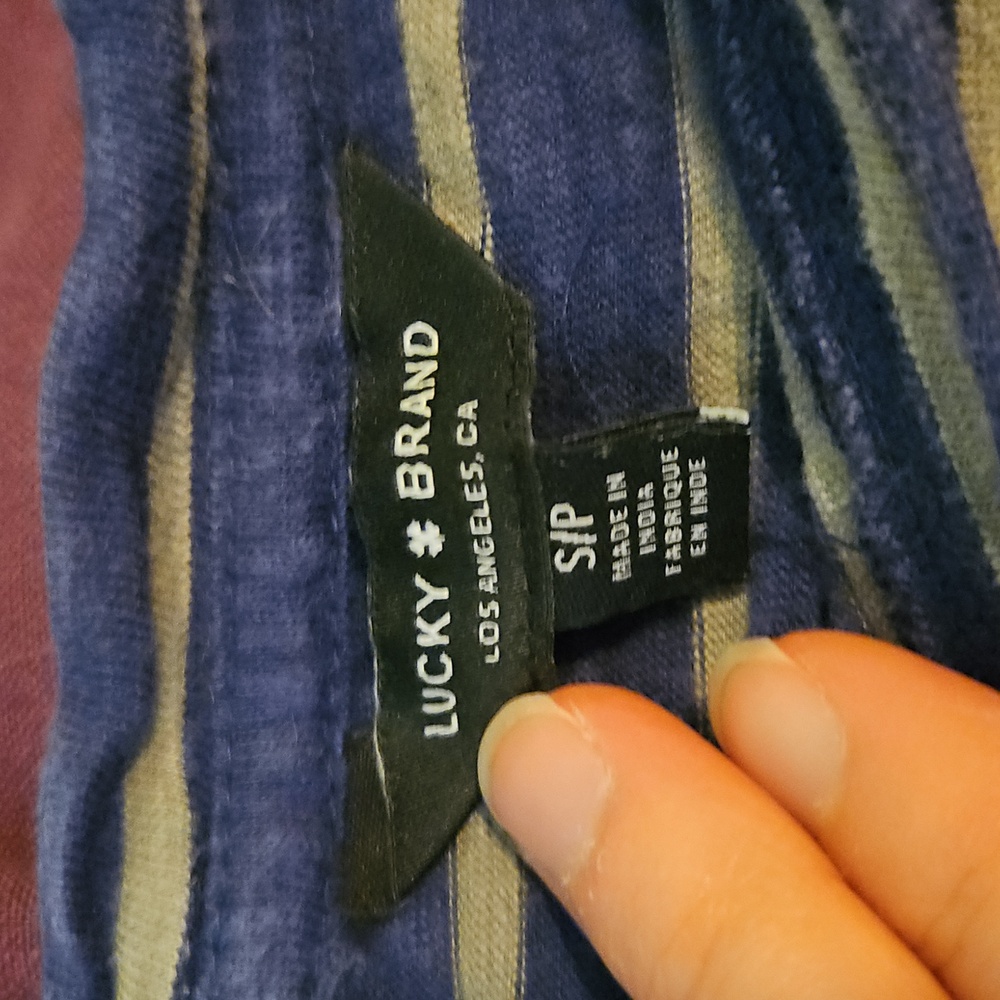 LUCKY * BRAND
LOS ANGELES, CA
S/P
MADE IN
INDIA
FABRIQUE
EN INDE